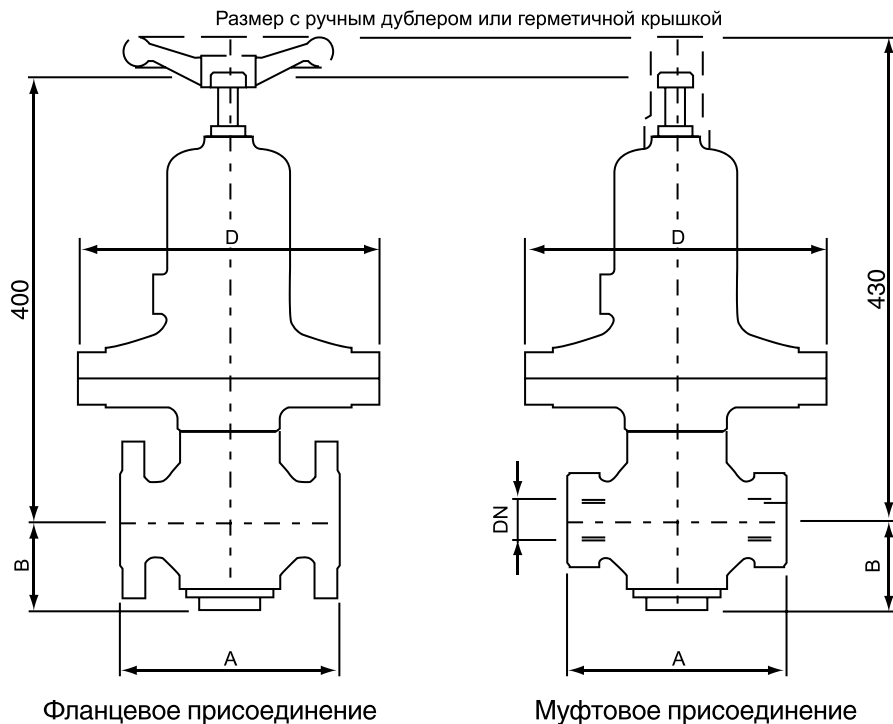 Размер с ручным дублером или герметичной крышкой
D
D
400
430
DN
B
B
A
A
Фланцевое присоединение
Муфтовое присоединение